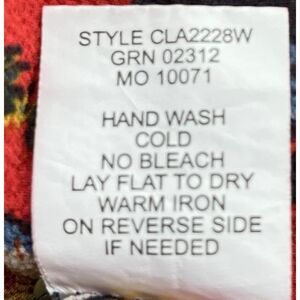 STYLE CLA2228W
GRN 02312
MO 10071
HAND WASH
COLD
NO BLEACH
LAY FLAT TO DRY
WARM IRON
ON REVERSE SIDE
IF NEEDED